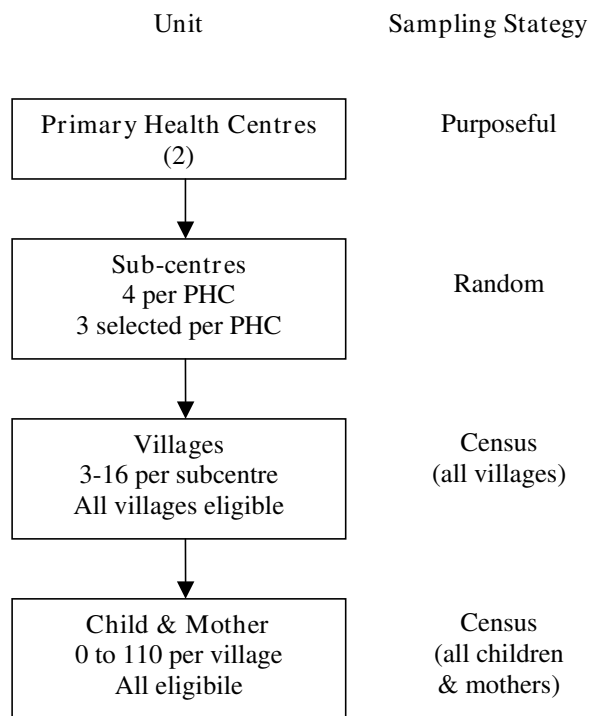 Unit
Sampling Stategy
Primary Health Centres
(2)
Purposeful
Sub-centres
4 per PHC
3 selected per PHC
Random
Villages
3-16 per subcentre
All villages eligible
Census
(all villages)
Child & Mother
0 to 110 per village
All eligibile
Census
(all children
& mothers)